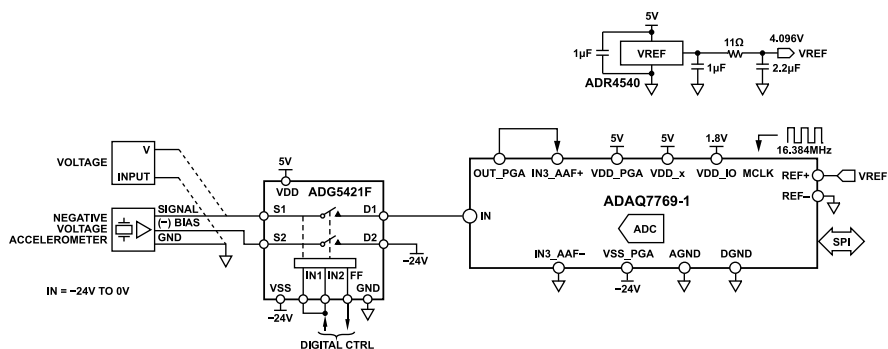 5V
1µF
VREF
11Ω
4.096V
VREF
1µF
2.2µF
ADR4540
VOLTAGE
V
INPUT
NEGATIVE
VOLTAGE
ACCELEROMETER
SIGNAL
(–) BIAS
GND
IN = –24V TO 0V
5V
VDD
ADG5421F
S1
D1
S2
D2
–24V
IN1
IN2
FF
VSS
GND
–24V
DIGITAL CTRL
5V
5V
1.8V
16.384MHz
OUT_PGA
IN3_AAF+
VDD_PGA
VDD_x
VDD_IO
MCLK
REF+
VREF
REF–
IN
ADAQ7769-1
ADC
SPI
IN3_AAF–
VSS_PGA
AGND
DGND
–24V